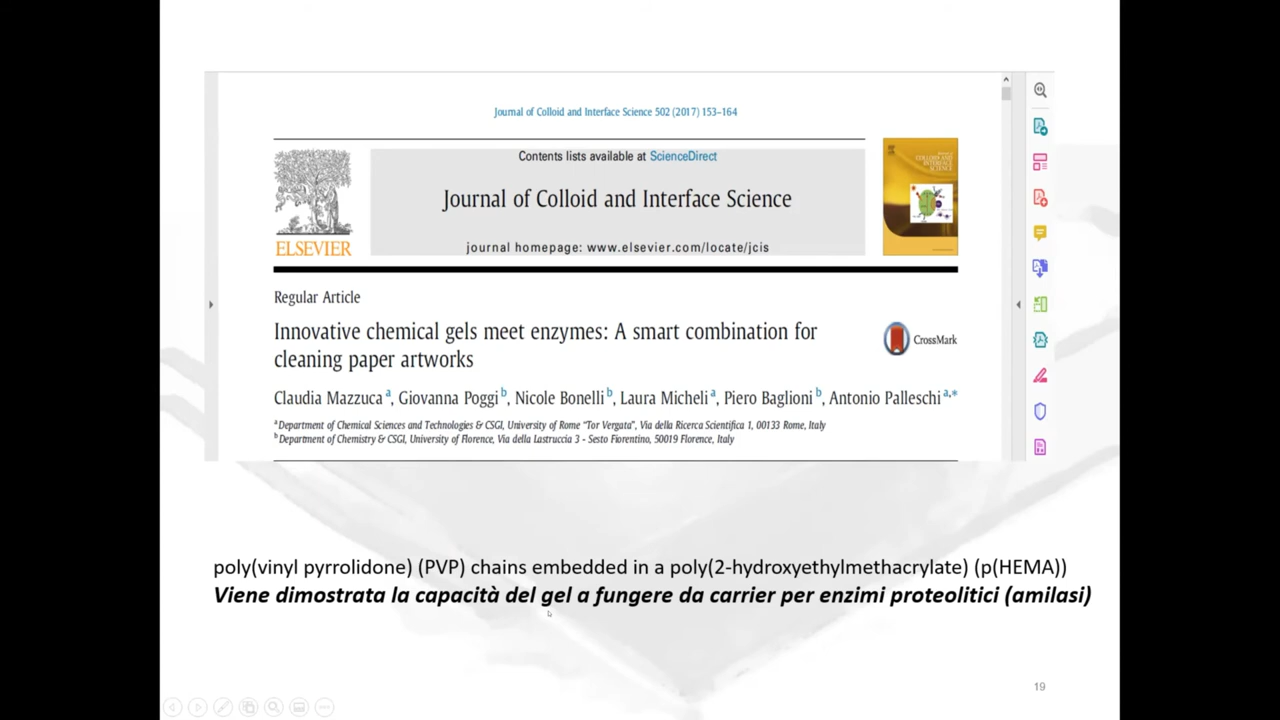 Journal of Colloid and Interface Science 502 (2017) 153–164
Contents lists available at ScienceDirect
Journal of Colloid and Interface Science
journal homepage: www.elsevier.com/locate/jcis
ELSEVIER
Regular Article
Innovative chemical gels meet enzymes: A smart combination for
cleaning paper artworks
CrossMark
Claudia Mazzuca a, Giovanna Poggi b, Nicole Bonelli b, Laura Micheli a, Piero Baglioni b, Antonio Palleschi a,*
a Department of Chemical Sciences and Technologies & CSGI, University of Rome "Tor Vergata", Via della Ricerca Scientifica 1, 00133 Rome, Italy
b Department of Chemistry & CSGI, University of Florence, Via della Lastruccia 3 - Sesto Fiorentino, 50019 Florence, Italy
poly(vinyl pyrrolidone) (PVP) chains embedded in a poly(2-hydroxyethylmethacrylate) (p(HEMA))
Viene dimostrata la capacità del gel a fungere da carrier per enzimi proteolitici (amilasi)
19